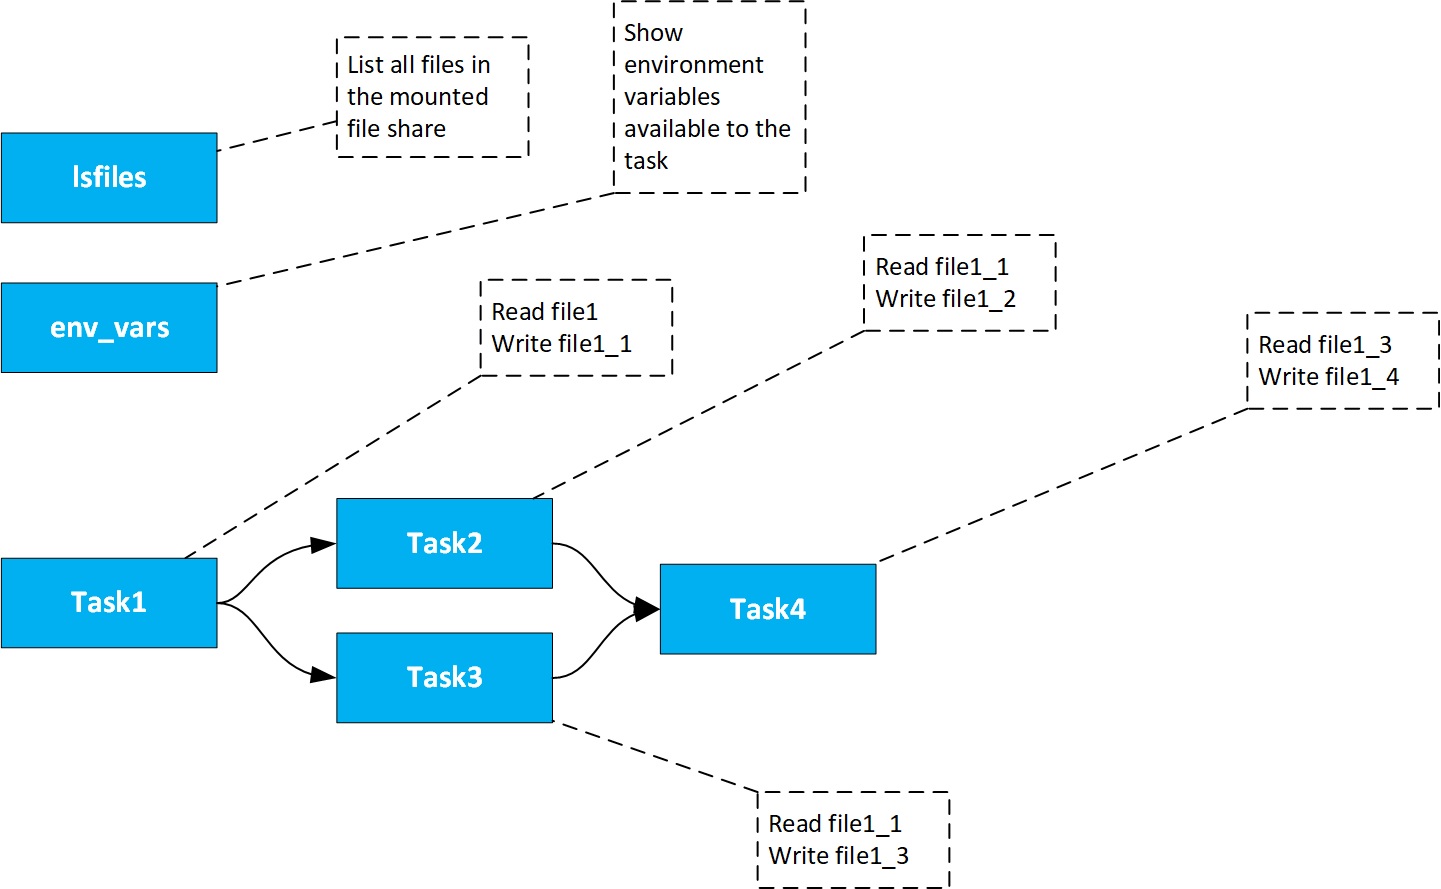 Show
environment
variables
available to the
task
List all files in
the mounted
file share
lsfiles
env_vars
Read file1
Write file1_1
Read file1_1
Write file1_2
Read file1_3
Write file1_4
Task1
Task2
Task3
Task4
Read file1_1
Write file1_3